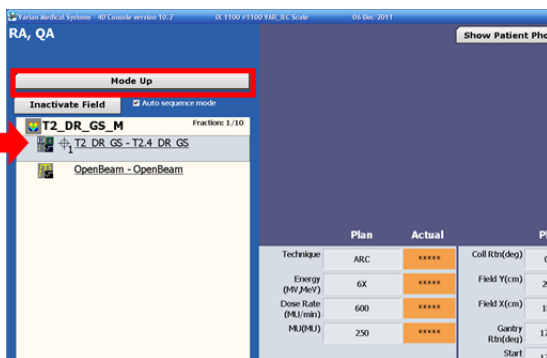 Varian Medical Systems - 4D Console version 10.2 iX 1100 #1100 VAR_IEC Scale 06-Dec-2011
RA, QA
Show Patient Pho
Mode Up
Inactivate Field
Auto sequence mode
T2_DR_GS_M Fraction: 1/10
1 T2_DR_GS - T2.4_DR_GS
OpenBeam - OpenBeam
Plan Actual
Technique ARC ***** Coll Rtn(deg)
Energy (MV,MeV) 6X ***** Field Y(cm)
Dose Rate (MU/min) 600 ***** Field X(cm)
MU(MU) 250 ***** Gantry Rtn(deg)
Start